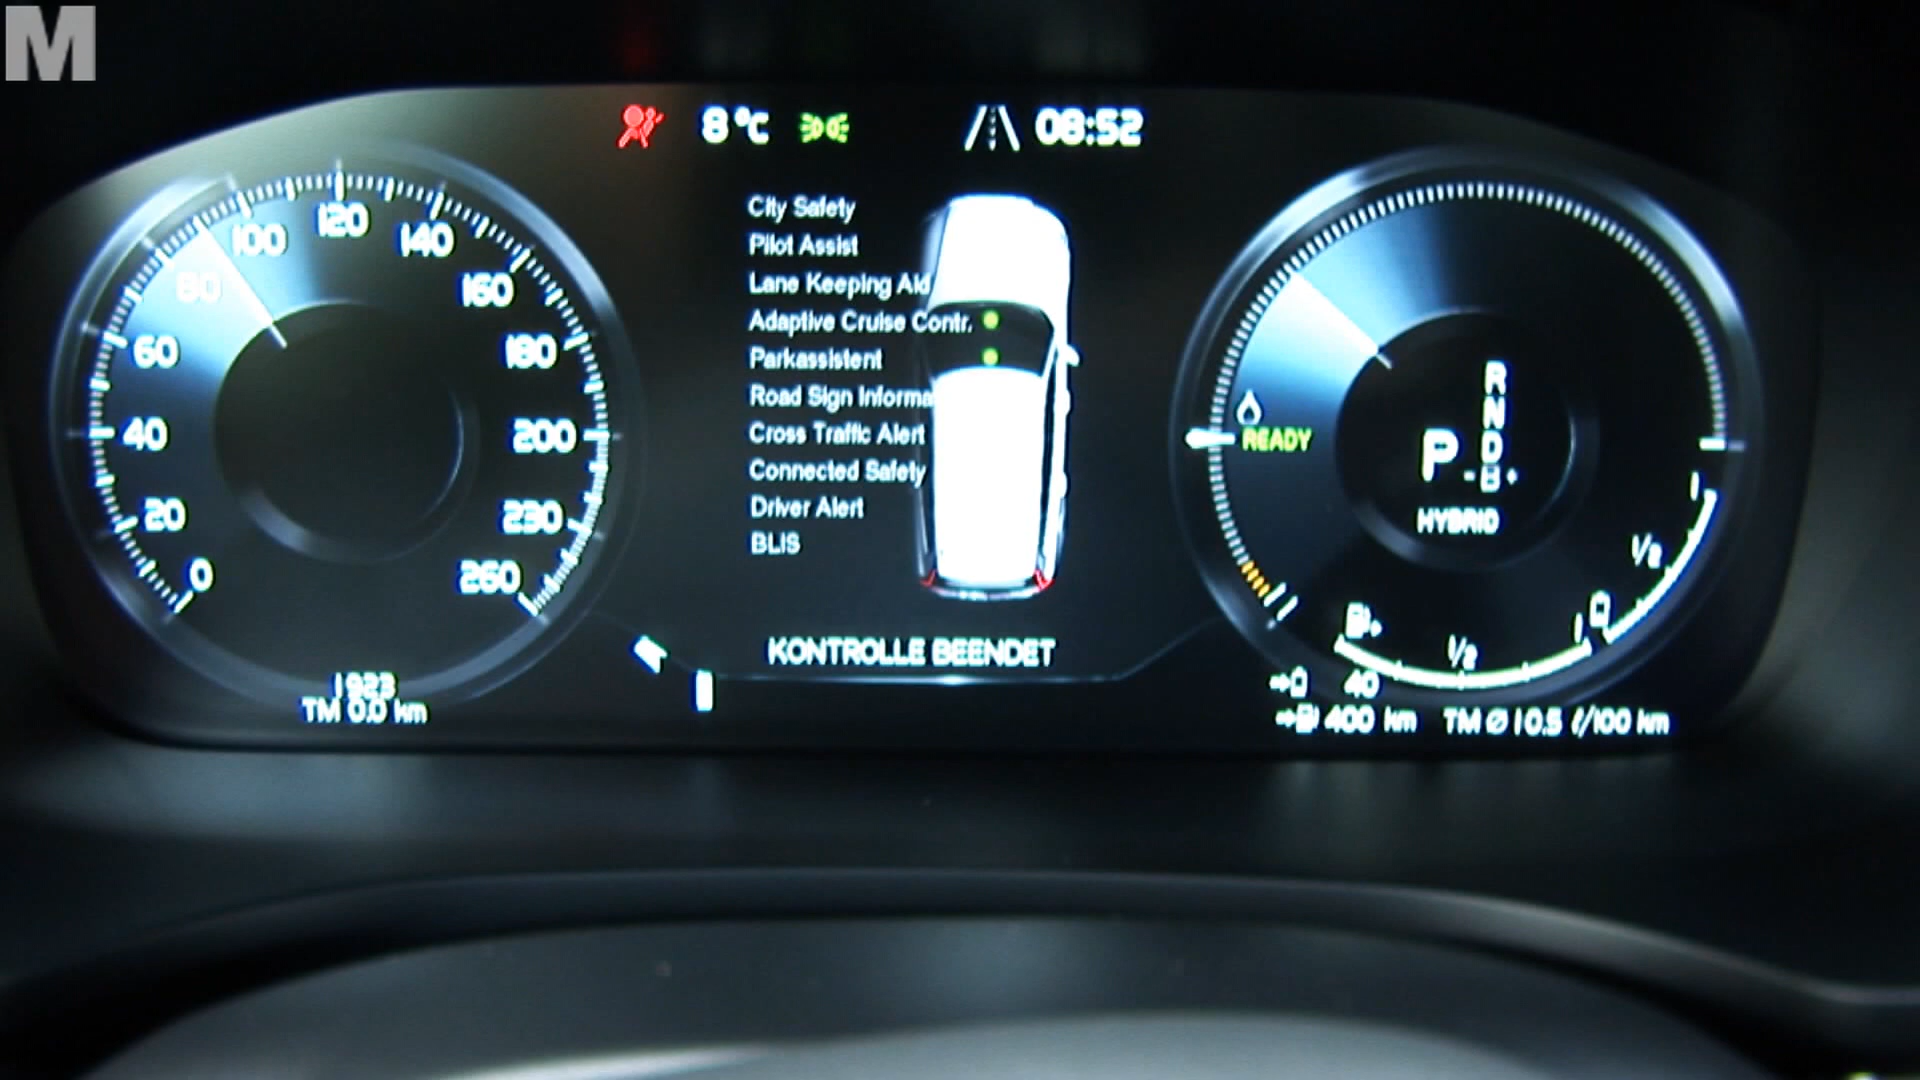 M
8 °C
08:52
City Safety
Pilot Assist
Lane Keeping Aid
Adaptive Cruise Contr.
Parkassistent
Road Sign Informa
Cross Traffic Alert
Connected Safety
Driver Alert
BLIS
KONTROLLE BEENDET
0
20
40
60
80
100
120
140
160
180
200
230
260
1923
TM 0.0 km
READY
R
N
D
P -B+
HYBRID
1
1/2
1/2
1
40
400 km
TM Ø 10.5 ℓ/100 km